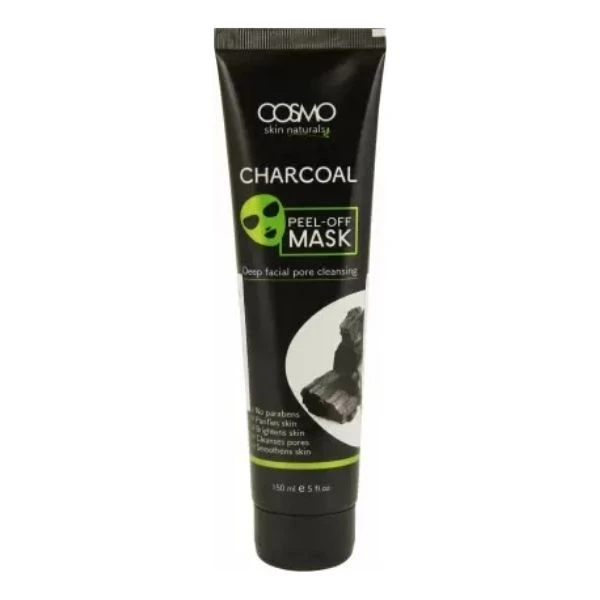 COSMO
skin naturals
CHARCOAL
PEEL-OFF
MASK
Deep facial pore cleansing
No parabens
Purifies skin
Brightens skin
Cleanses pores
Smoothens skin
150 ml e 5 fl.oz